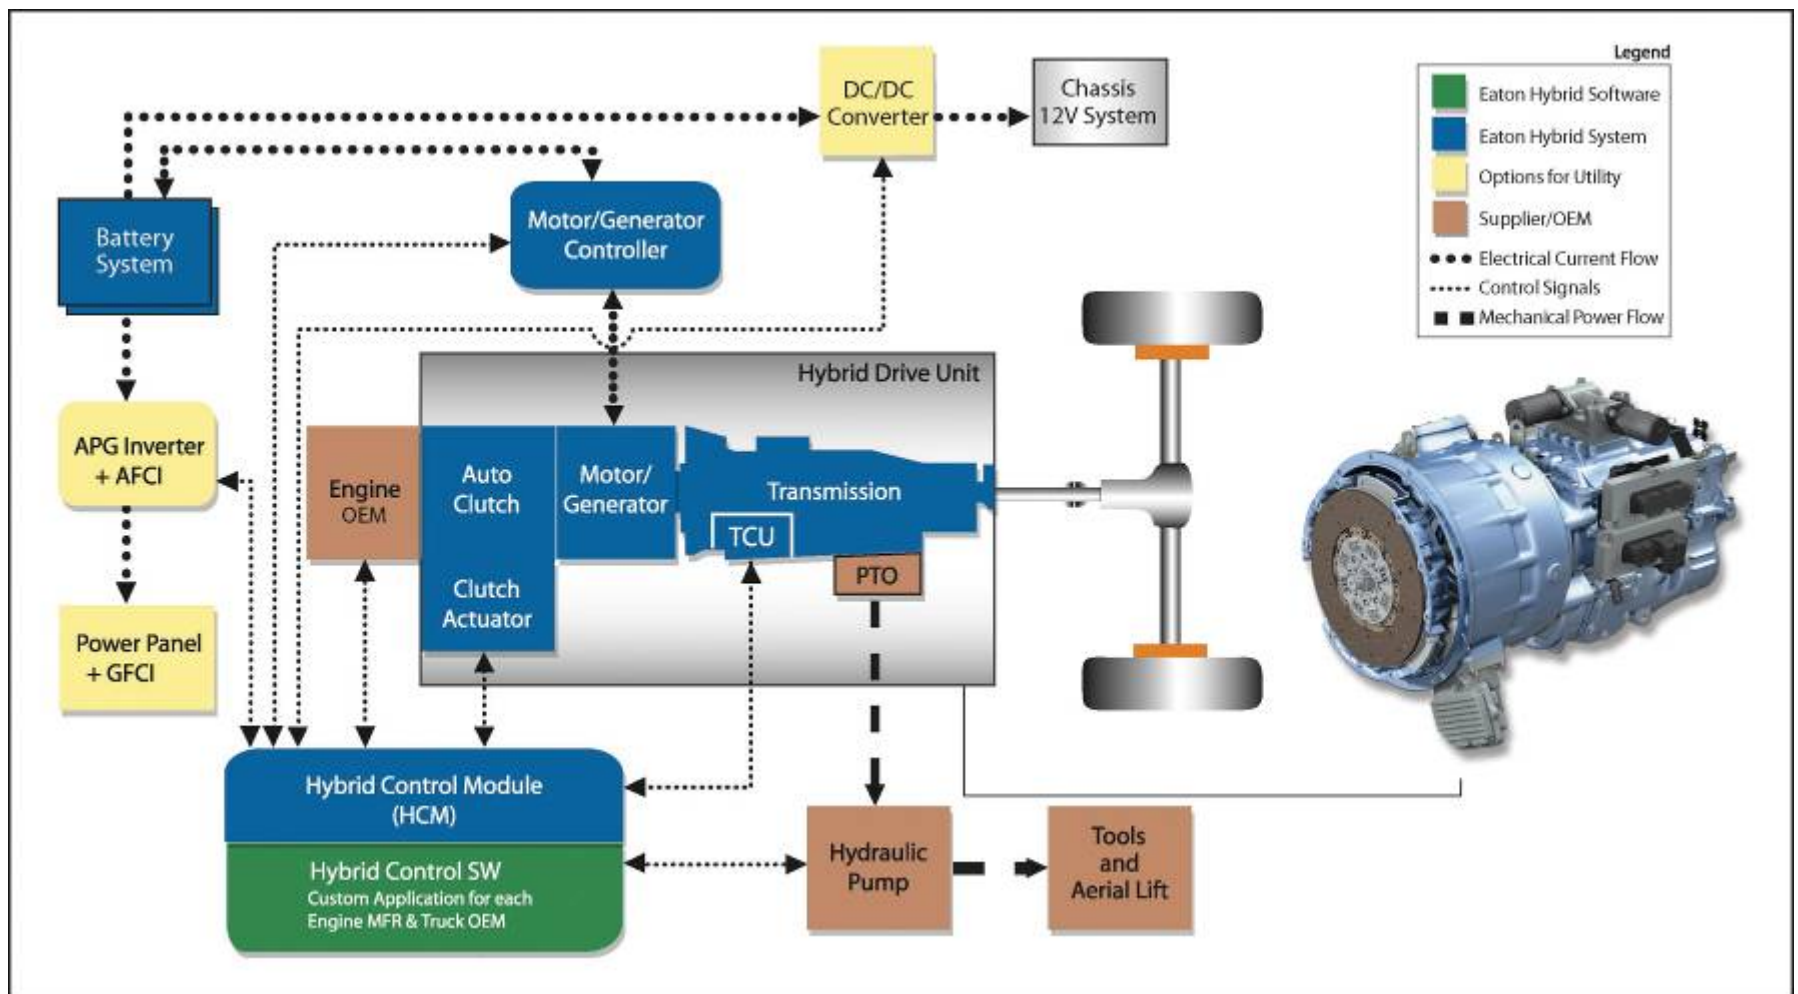 Legend
Eaton Hybrid Software
Eaton Hybrid System
Options for Utility
Supplier/OEM
Electrical Current Flow
Control Signals
Mechanical Power Flow
DC/DC
Converter
Chassis
12V System
Battery
System
Motor/Generator
Controller
Hybrid Drive Unit
APG Inverter
+ AFCI
Engine
OEM
Auto
Clutch
Motor/
Generator
Transmission
TCU
PTO
Clutch
Actuator
Power Panel
+ GFCI
Hybrid Control Module
(HCM)
Hybrid Control SW
Custom Application for each
Engine MFR & Truck OEM
Hydraulic
Pump
Tools
and
Aerial Lift